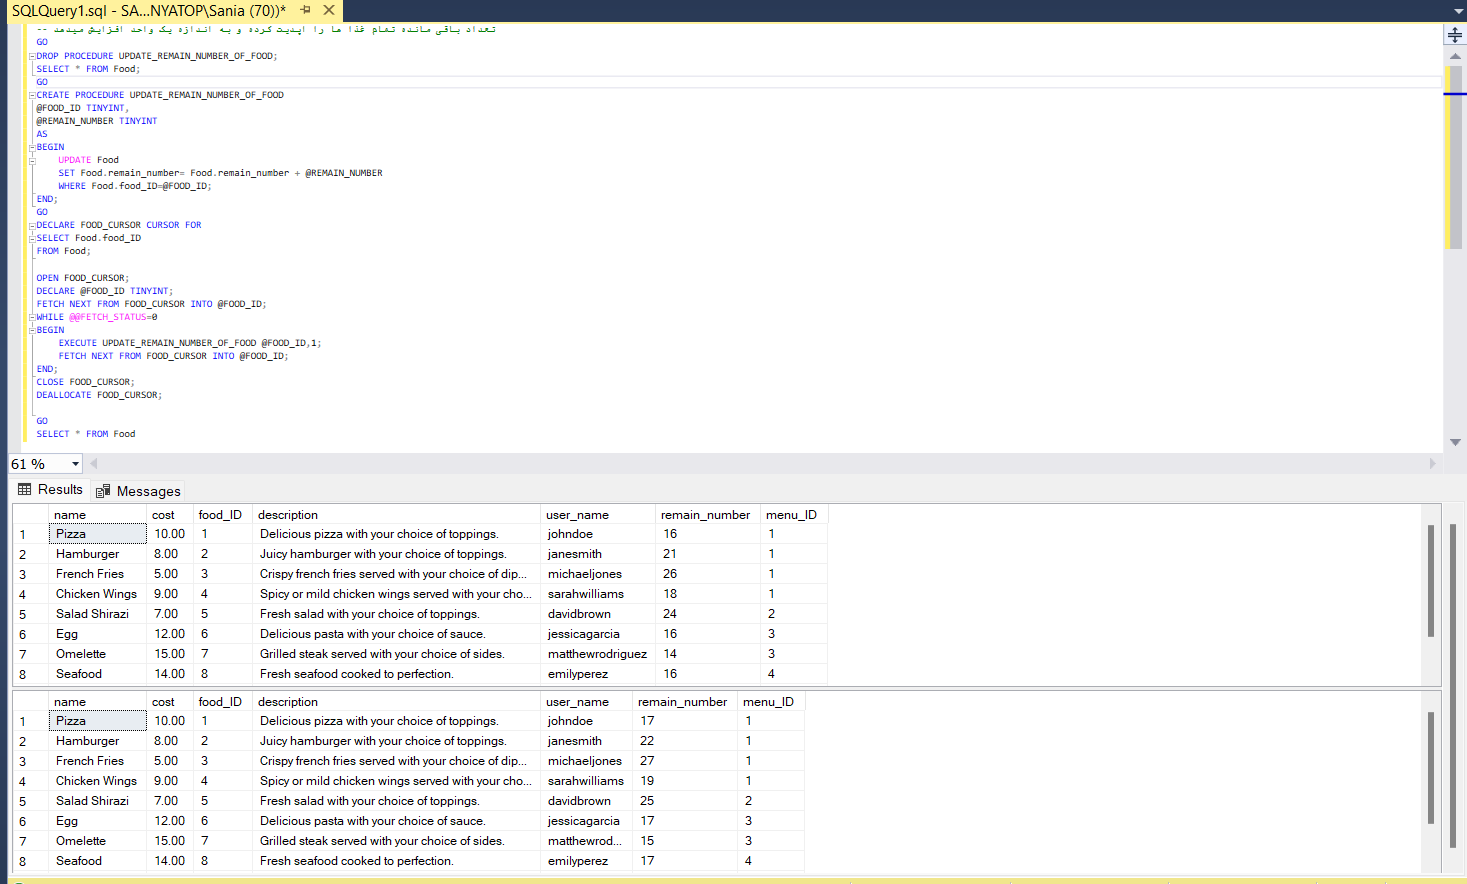 SQLQuery1.sql - SA...NYATOP\Sania (70))*
-- تعداد باقی مانده تمام غذا ها را اپدیت کرده و به اندازه یک واحد افزایش میدهد
GO
DROP PROCEDURE UPDATE_REMAIN_NUMBER_OF_FOOD;
SELECT * FROM Food;
GO
CREATE PROCEDURE UPDATE_REMAIN_NUMBER_OF_FOOD
@FOOD_ID TINYINT,
@REMAIN_NUMBER TINYINT
AS
BEGIN
UPDATE Food
SET Food.remain_number= Food.remain_number + @REMAIN_NUMBER
WHERE Food.food_ID=@FOOD_ID;
END;
GO
DECLARE FOOD_CURSOR CURSOR FOR
SELECT Food.food_ID
FROM Food;
OPEN FOOD_CURSOR;
DECLARE @FOOD_ID TINYINT;
FETCH NEXT FROM FOOD_CURSOR INTO @FOOD_ID;
WHILE @@FETCH_STATUS=0
BEGIN
EXECUTE UPDATE_REMAIN_NUMBER_OF_FOOD @FOOD_ID,1;
FETCH NEXT FROM FOOD_CURSOR INTO @FOOD_ID;
END;
CLOSE FOOD_CURSOR;
DEALLOCATE FOOD_CURSOR;
GO
SELECT * FROM Food
61 %
Results Messages
name cost food_ID description user_name remain_number menu_ID
1 Pizza 10.00 1 Delicious pizza with your choice of toppings. johndoe 16 1
2 Hamburger 8.00 2 Juicy hamburger with your choice of toppings. janesmith 21 1
3 French Fries 5.00 3 Crispy french fries served with your choice of dip... michaeljones 26 1
4 Chicken Wings 9.00 4 Spicy or mild chicken wings served with your cho... sarahwilliams 18 1
5 Salad Shirazi 7.00 5 Fresh salad with your choice of toppings. davidbrown 24 2
6 Egg 12.00 6 Delicious pasta with your choice of sauce. jessicagarcia 16 3
7 Omelette 15.00 7 Grilled steak served with your choice of sides. matthewrodriguez 14 3
8 Seafood 14.00 8 Fresh seafood cooked to perfection. emilyperez 16 4
name cost food_ID description user_name remain_number menu_ID
1 Pizza 10.00 1 Delicious pizza with your choice of toppings. johndoe 17 1
2 Hamburger 8.00 2 Juicy hamburger with your choice of toppings. janesmith 22 1
3 French Fries 5.00 3 Crispy french fries served with your choice of dip... michaeljones 27 1
4 Chicken Wings 9.00 4 Spicy or mild chicken wings served with your cho... sarahwilliams 19 1
5 Salad Shirazi 7.00 5 Fresh salad with your choice of toppings. davidbrown 25 2
6 Egg 12.00 6 Delicious pasta with your choice of sauce. jessicagarcia 17 3
7 Omelette 15.00 7 Grilled steak served with your choice of sides. matthewrod... 15 3
8 Seafood 14.00 8 Fresh seafood cooked to perfection. emilyperez 17 4